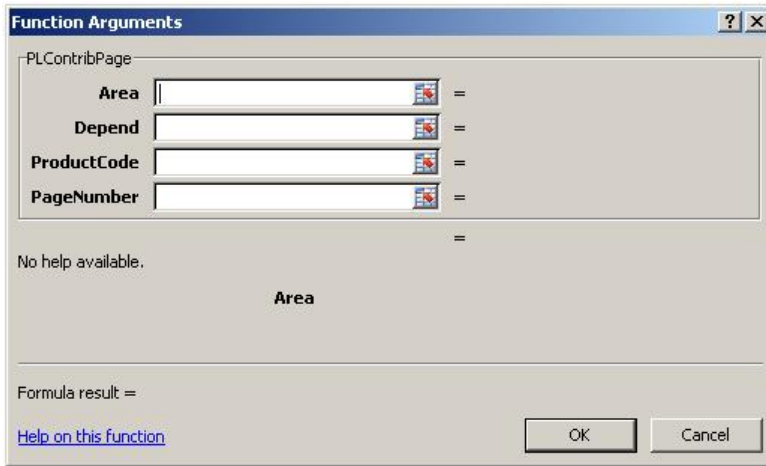 Function Arguments
PLContribPage
Area =
Depend =
ProductCode =
PageNumber =
=
No help available.
Area
Formula result =
Help on this function
OK Cancel